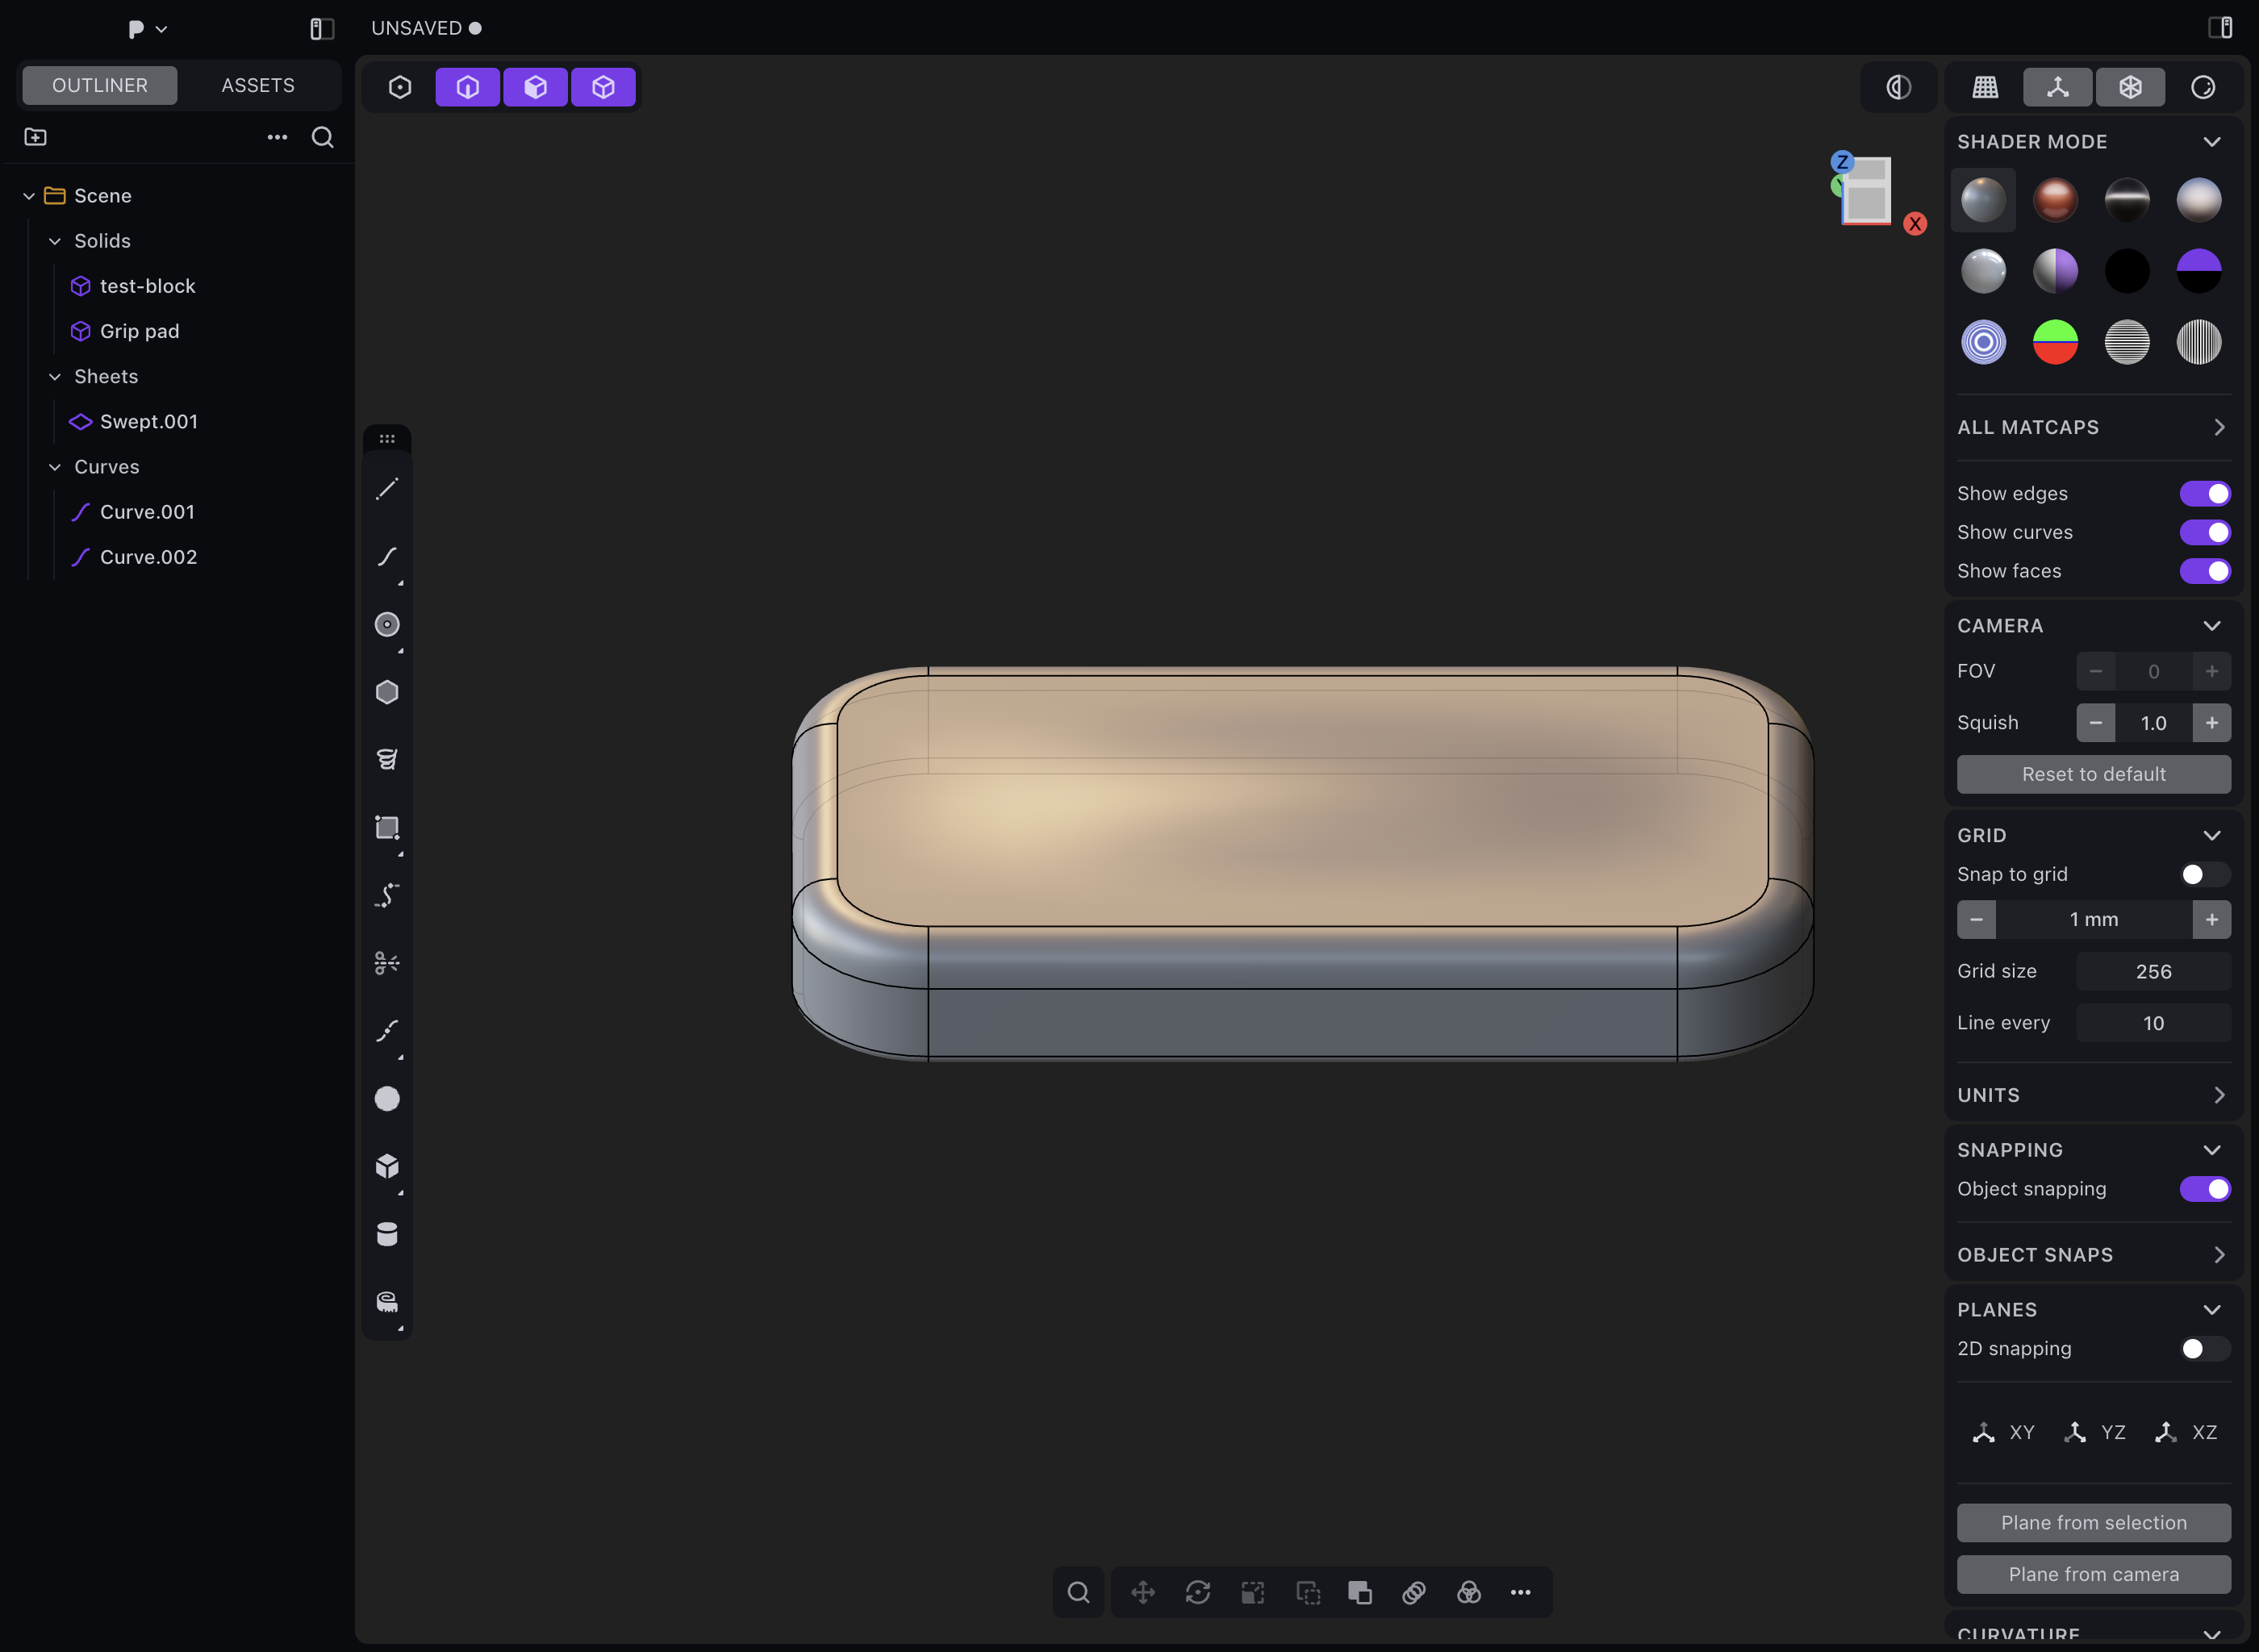 UNSAVED
OUTLINER
ASSETS
Scene
Solids
test-block
Grip pad
Sheets
Swept.001
Curves
Curve.001
Curve.002
Z
Y
X
SHADER MODE
ALL MATCAPS
Show edges
Show curves
Show faces
CAMERA
FOV
− 0 +
Squish
− 1.0 +
Reset to default
GRID
Snap to grid
− 1 mm +
Grid size
256
Line every
10
UNITS
SNAPPING
Object snapping
OBJECT SNAPS
PLANES
2D snapping
XY
YZ
XZ
Plane from selection
Plane from camera
CURVATURE